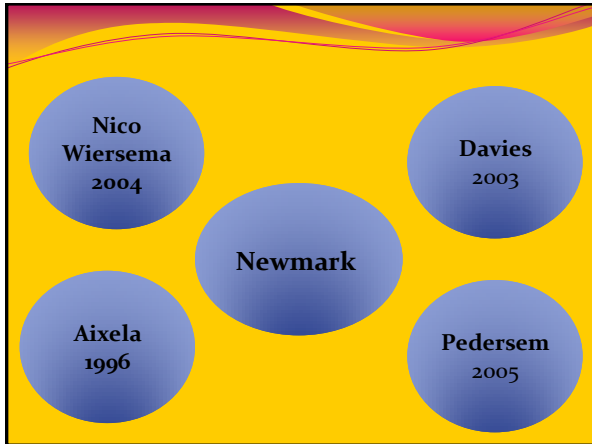 Nico
Wiersema
2004
Davies
2003
Newmark
Aixela
1996
Pedersem
2005